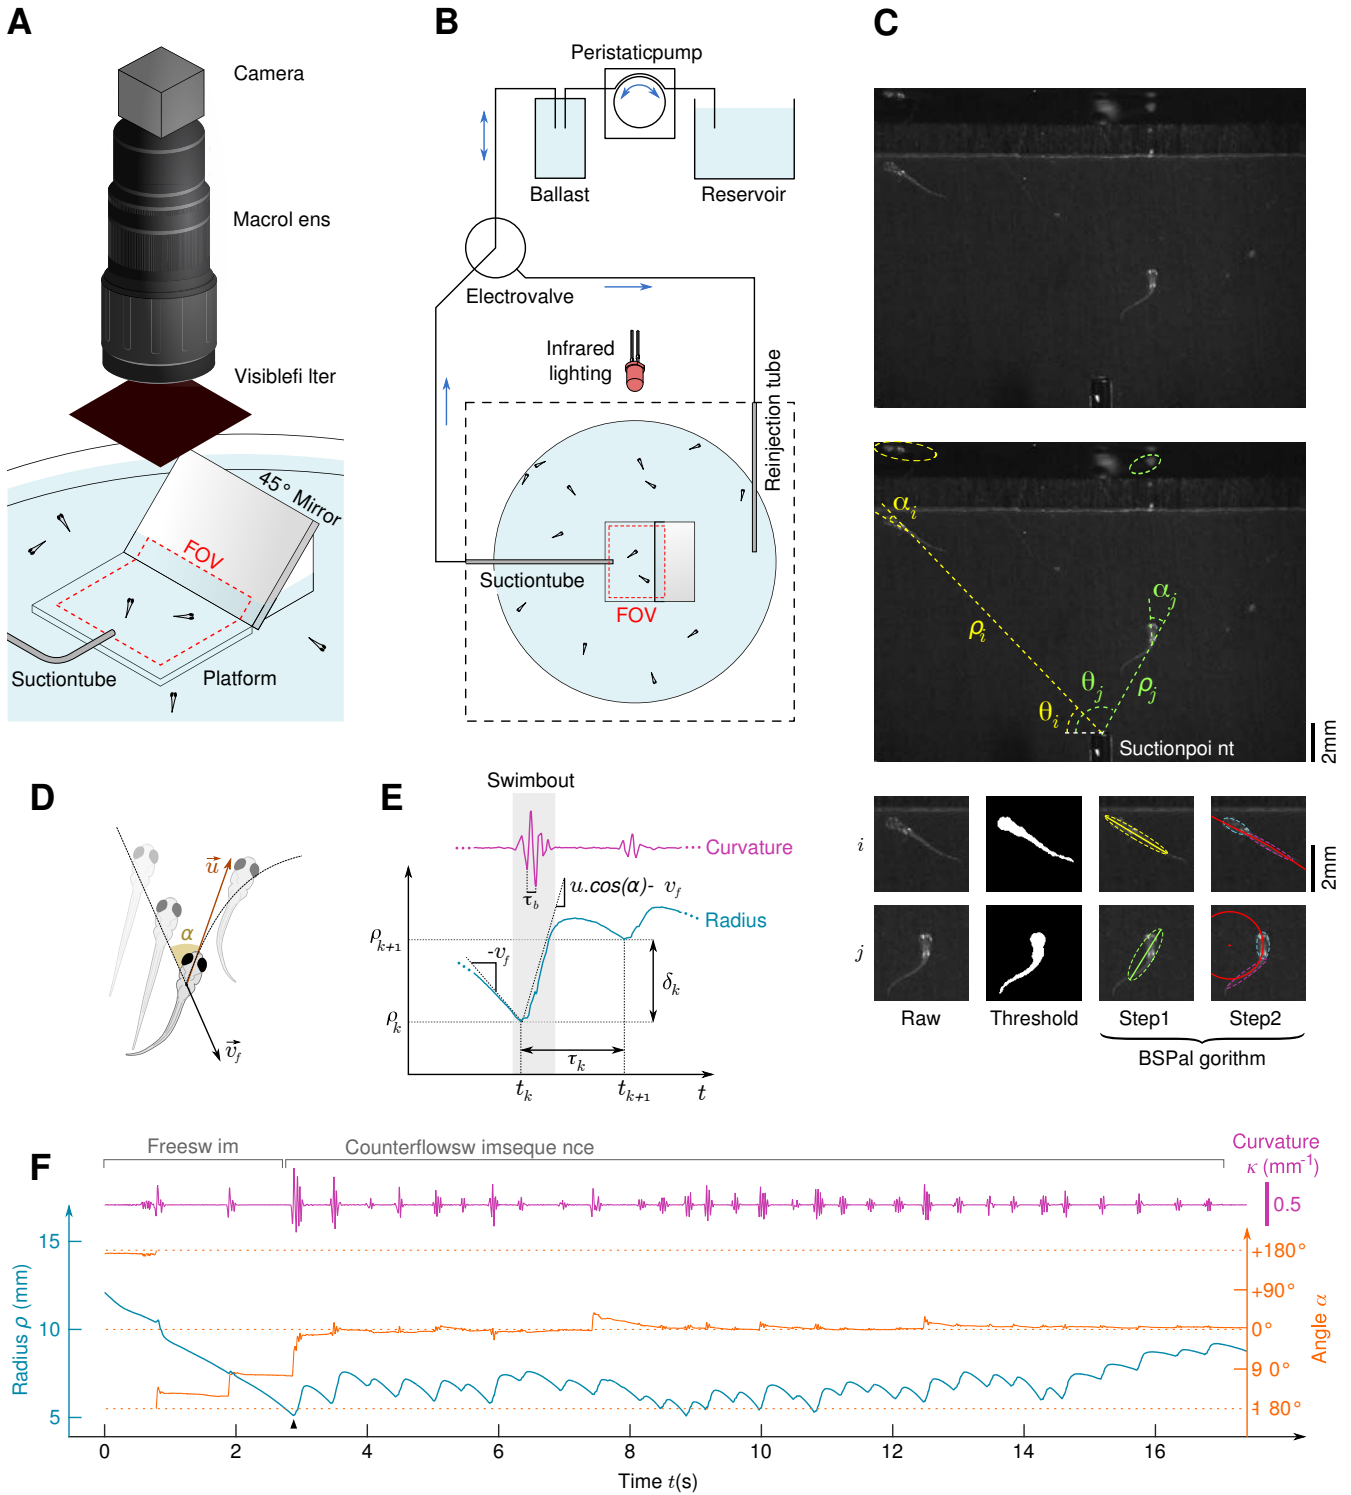 A
Camera
Macrol ens
Visiblefi lter
45° Mirror
FOV
Suctiontube
Platform
B
Peristaticpump
Ballast
Reservoir
Electrovalve
Infrared
lighting
Reinjection tube
Suctiontube
FOV
C
αi
αj
ρi
ρj
θi
θj
Suctionpoi nt
2mm
i
j
2mm
Raw
Threshold
Step1
Step2
BSPal gorithm
D
u
α
vf
E
Swimbout
Curvature
τb
u.cos(α)- vf
Radius
-vf
ρk+1
ρk
δk
τk
tk
tk+1
t
F
Freesw im
Counterflowsw imseque nce
Curvature
κ (mm-1)
0.5
Radius ρ (mm)
15
10
5
+180°
+90°
0°
9 0°
-1 80°
Angle α
0
2
4
6
8
10
12
14
16
Time t(s)